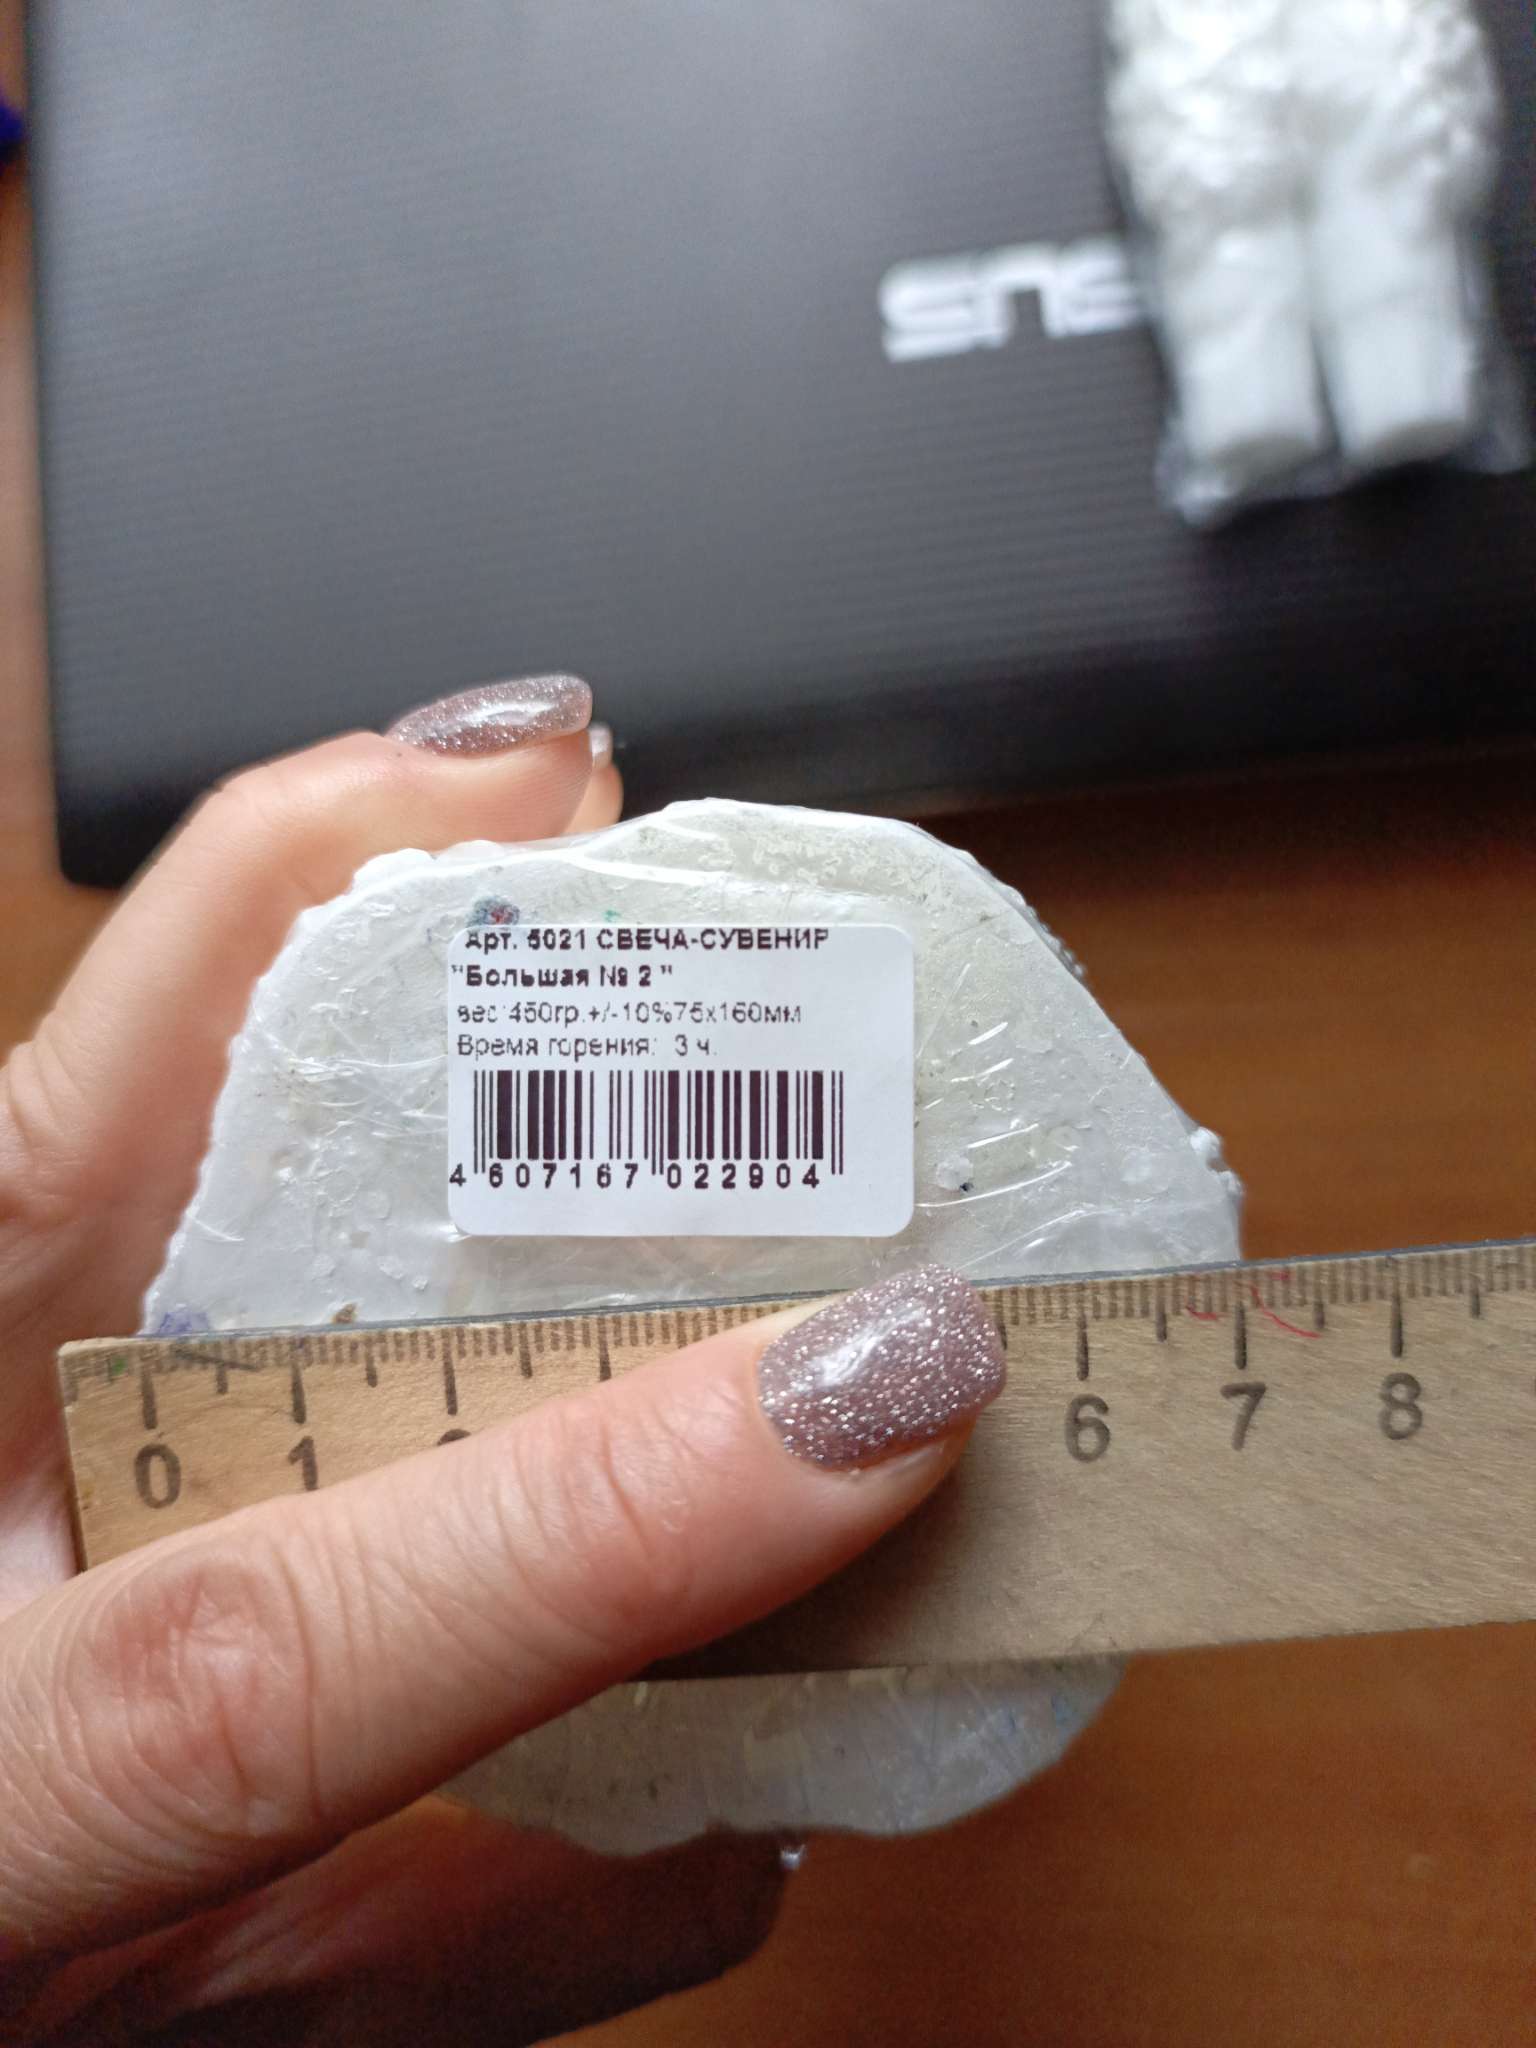 ASUS
Арт. 5021 СВЕЧА-СУВЕНИР
"Большая № 2 "
вес:450гр.+/-10%75х160мм
Время горения: 3 ч.
4 607167 022904
0 1 6 7 8